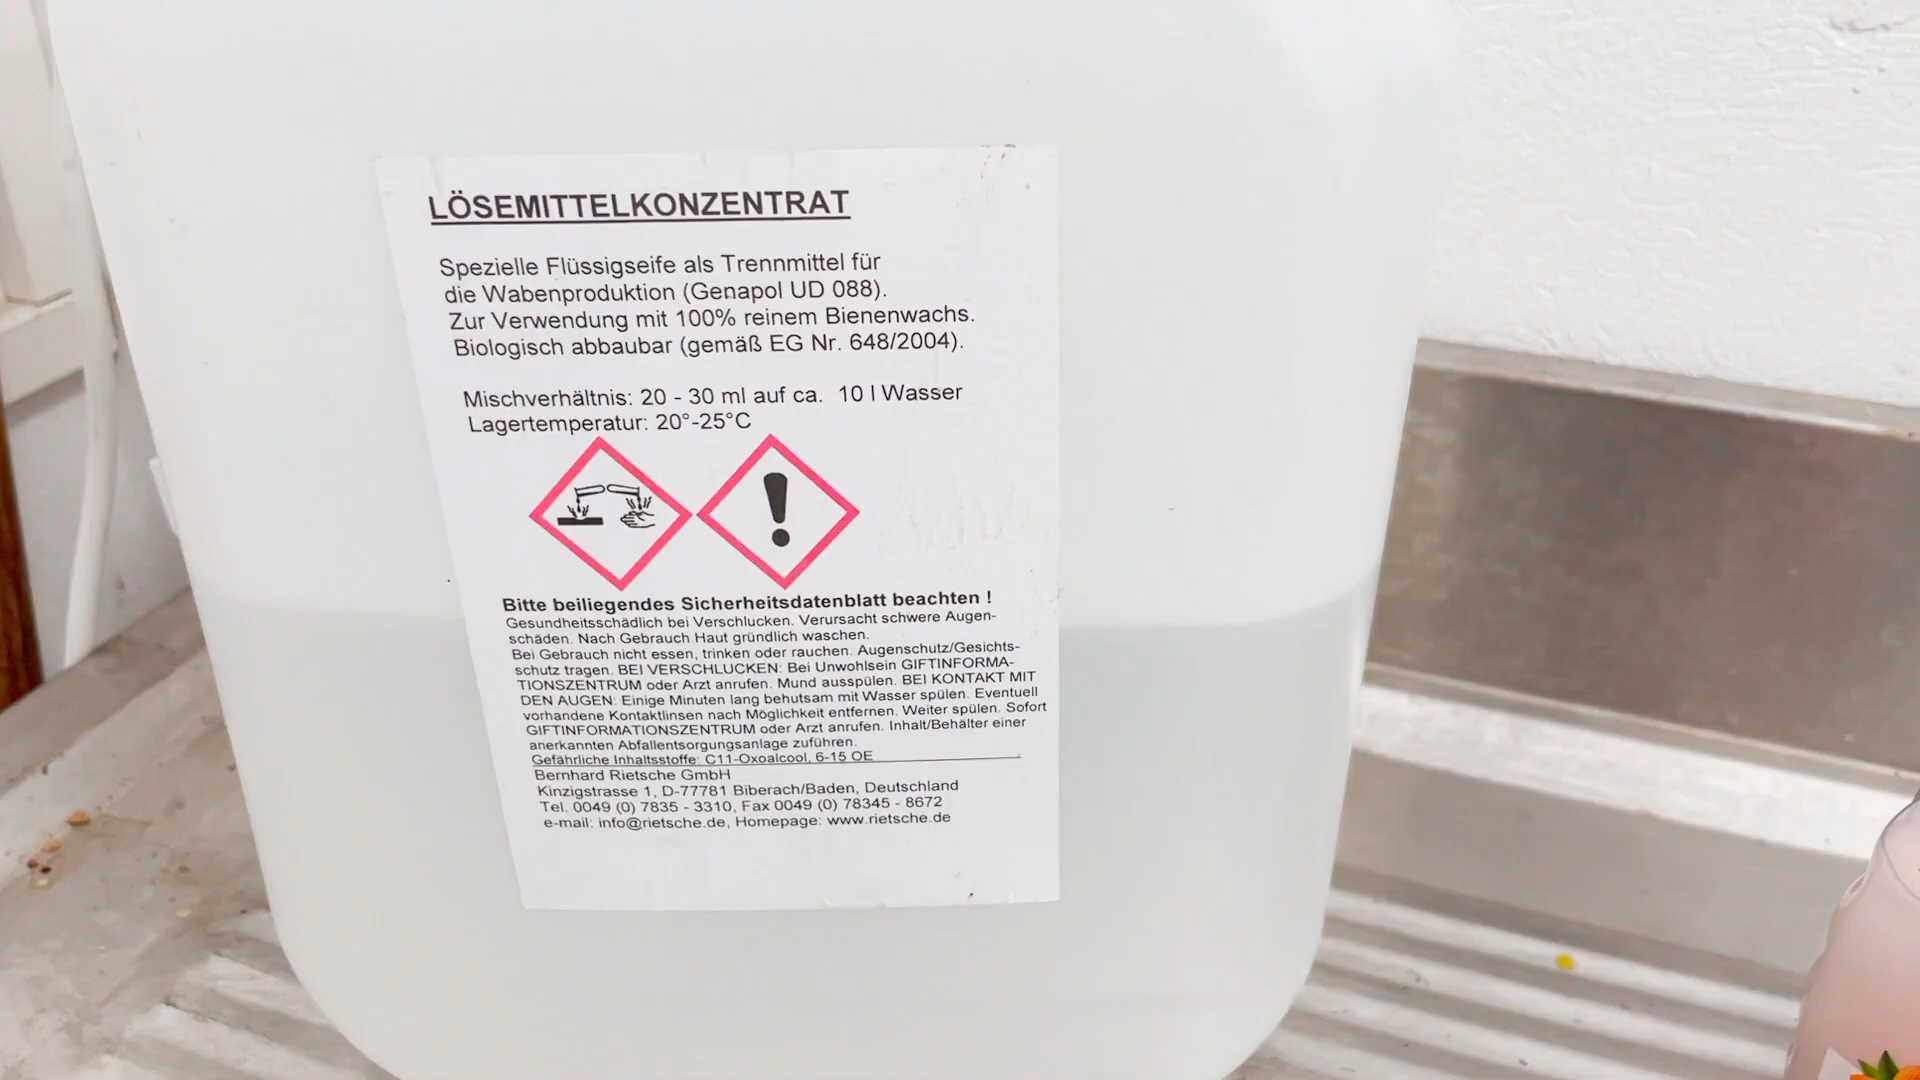 LÖSEMITTELKONZENTRAT
Spezielle Flüssigseife als Trennmittel für
die Wabenproduktion (Genapol UD 088).
Zur Verwendung mit 100% reinem Bienenwachs.
Biologisch abbaubar (gemäß EG Nr. 648/2004).
Mischverhältnis: 20 - 30 ml auf ca. 10 l Wasser
Lagertemperatur: 20°-25°C
Bitte beiliegendes Sicherheitsdatenblatt beachten !
Gesundheitsschädlich bei Verschlucken. Verursacht schwere Augen-
schäden. Nach Gebrauch Haut gründlich waschen.
Bei Gebrauch nicht essen, trinken oder rauchen. Augenschutz/Gesichts-
schutz tragen. BEI VERSCHLUCKEN: Bei Unwohlsein GIFTINFORMA-
TIONSZENTRUM oder Arzt anrufen. Mund ausspülen. BEI KONTAKT MIT
DEN AUGEN: Einige Minuten lang behutsam mit Wasser spülen. Eventuell
vorhandene Kontaktlinsen nach Möglichkeit entfernen. Weiter spülen. Sofort
GIFTINFORMATIONSZENTRUM oder Arzt anrufen. Inhalt/Behälter einer
anerkannten Abfallentsorgungsanlage zuführen.
Gefährliche Inhaltsstoffe: C11-Oxoalcool, 6-15 OE
Bernhard Rietsche GmbH
Kinzigstrasse 1, D-77781 Biberach/Baden, Deutschland
Tel. 0049 (0) 7835 - 3310, Fax 0049 (0) 78345 - 8672
e-mail: info@rietsche.de, Homepage: www.rietsche.de